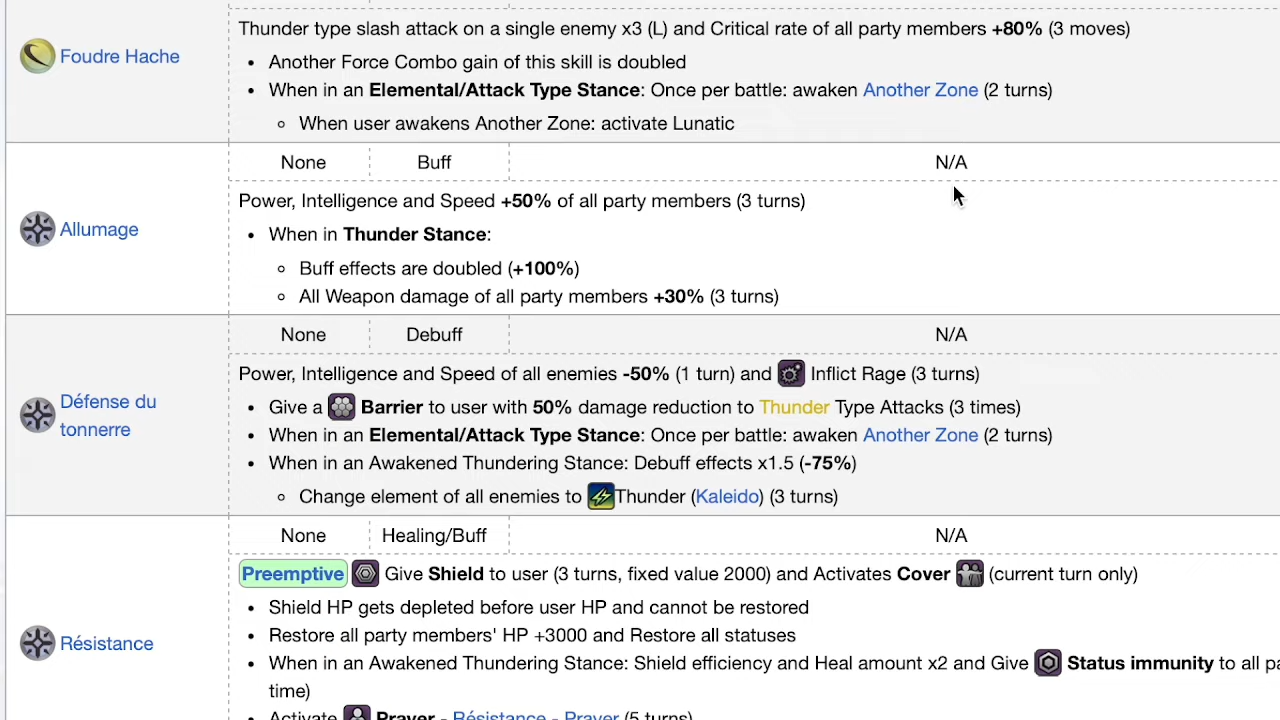 Thunder type slash attack on a single enemy x3 (L) and Critical rate of all party members +80% (3 moves)
Foudre Hache
Another Force Combo gain of this skill is doubled
When in an Elemental/Attack Type Stance: Once per battle: awaken Another Zone (2 turns)
When user awakens Another Zone: activate Lunatic
None Buff N/A
Power, Intelligence and Speed +50% of all party members (3 turns)
Allumage
When in Thunder Stance:
Buff effects are doubled (+100%)
All Weapon damage of all party members +30% (3 turns)
None Debuff N/A
Power, Intelligence and Speed of all enemies -50% (1 turn) and Inflict Rage (3 turns)
Défense du
tonnerre
Give a Barrier to user with 50% damage reduction to Thunder Type Attacks (3 times)
When in an Elemental/Attack Type Stance: Once per battle: awaken Another Zone (2 turns)
When in an Awakened Thundering Stance: Debuff effects x1.5 (-75%)
Change element of all enemies to Thunder (Kaleido) (3 turns)
None Healing/Buff N/A
Preemptive Give Shield to user (3 turns, fixed value 2000) and Activates Cover (current turn only)
Shield HP gets depleted before user HP and cannot be restored
Restore all party members' HP +3000 and Restore all statuses
Résistance
When in an Awakened Thundering Stance: Shield efficiency and Heal amount x2 and Give Status immunity to all
time)
Activate Prayer - Résistance - Prayer (5 turns)